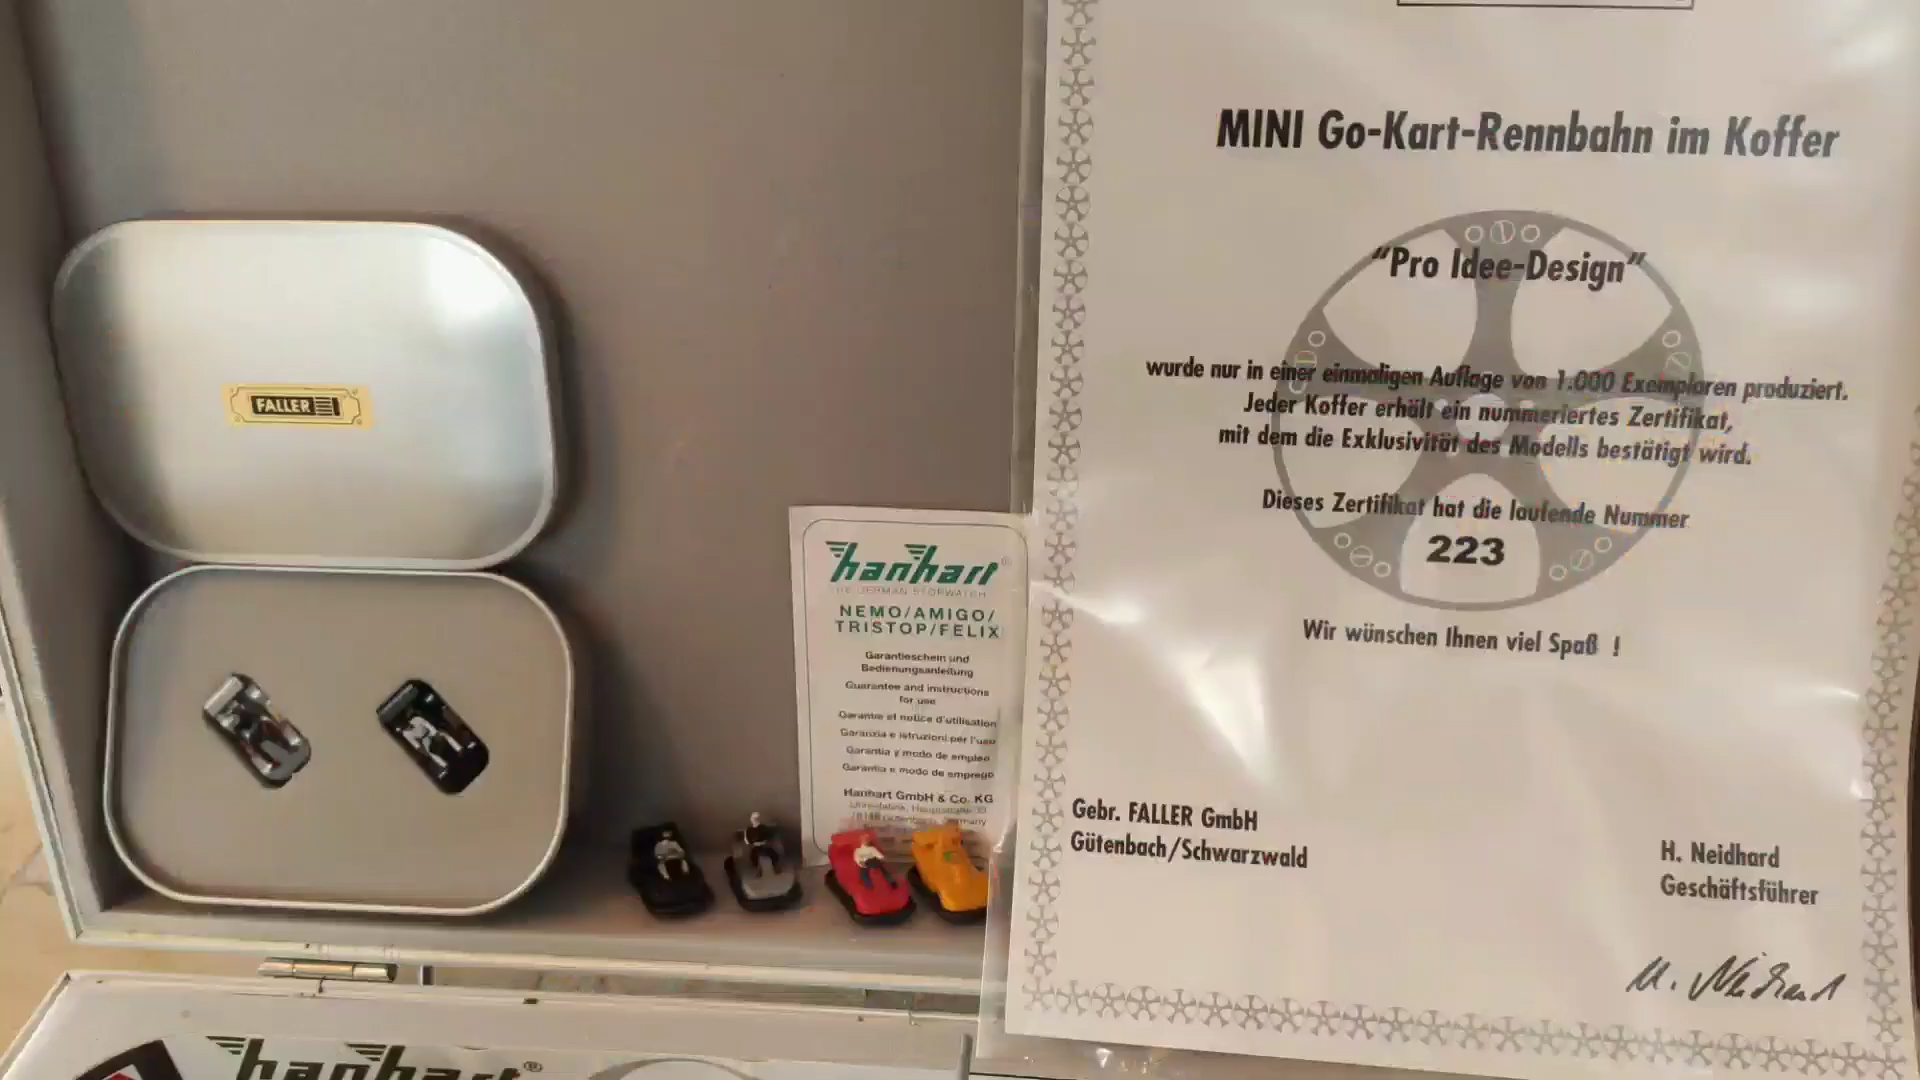 FALLER
hanhart®
THE GERMAN STOPWATCH
NEMO/AMIGO/
TRISTOP/FELIX
Garantieschein und
Bedienungsanleitung
Guarantee and instructions
for use
Garantie et notice d'utilisation
Garanzia e istruzioni per l'uso
Garantia y modo de empleo
Garantia e modo de emprego
Hanhart GmbH & Co. KG
hanhart®
MINI Go-Kart-Rennbahn im Koffer
"Pro Idee-Design"
wurde nur in einer einmaligen Auflage von 1.000 Exemplaren produziert.
Jeder Koffer erhält ein nummeriertes Zertifikat,
mit dem die Exklusivität des Modells bestätigt wird.
Dieses Zertifikat hat die laufende Nummer
223
Wir wünschen Ihnen viel Spaß !
Gebr. FALLER GmbH
Gütenbach/Schwarzwald
H. Neidhard
Geschäftsführer